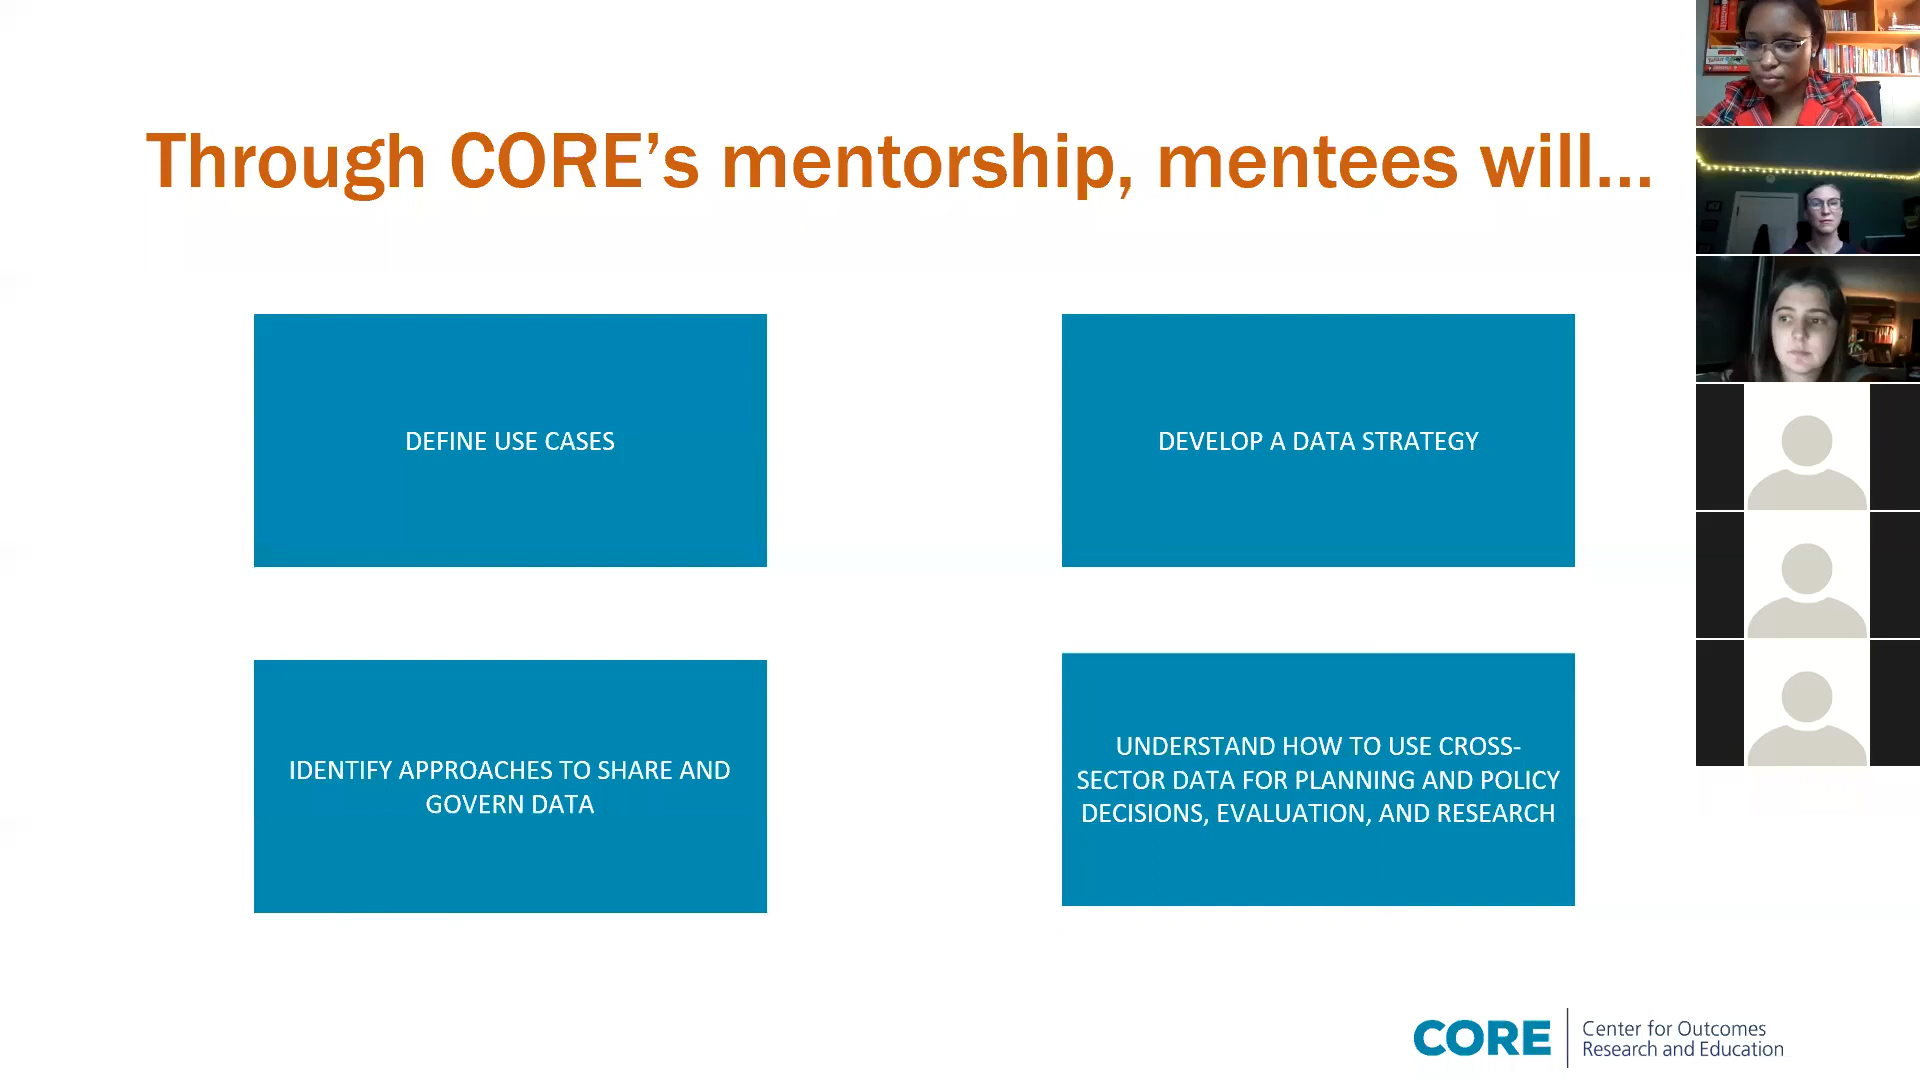 Through CORE’s mentorship, mentees will...
DEFINE USE CASES
DEVELOP A DATA STRATEGY
IDENTIFY APPROACHES TO SHARE AND
GOVERN DATA
UNDERSTAND HOW TO USE CROSS-
SECTOR DATA FOR PLANNING AND POLICY
DECISIONS, EVALUATION, AND RESEARCH
CORE
Center for Outcomes
Research and Education